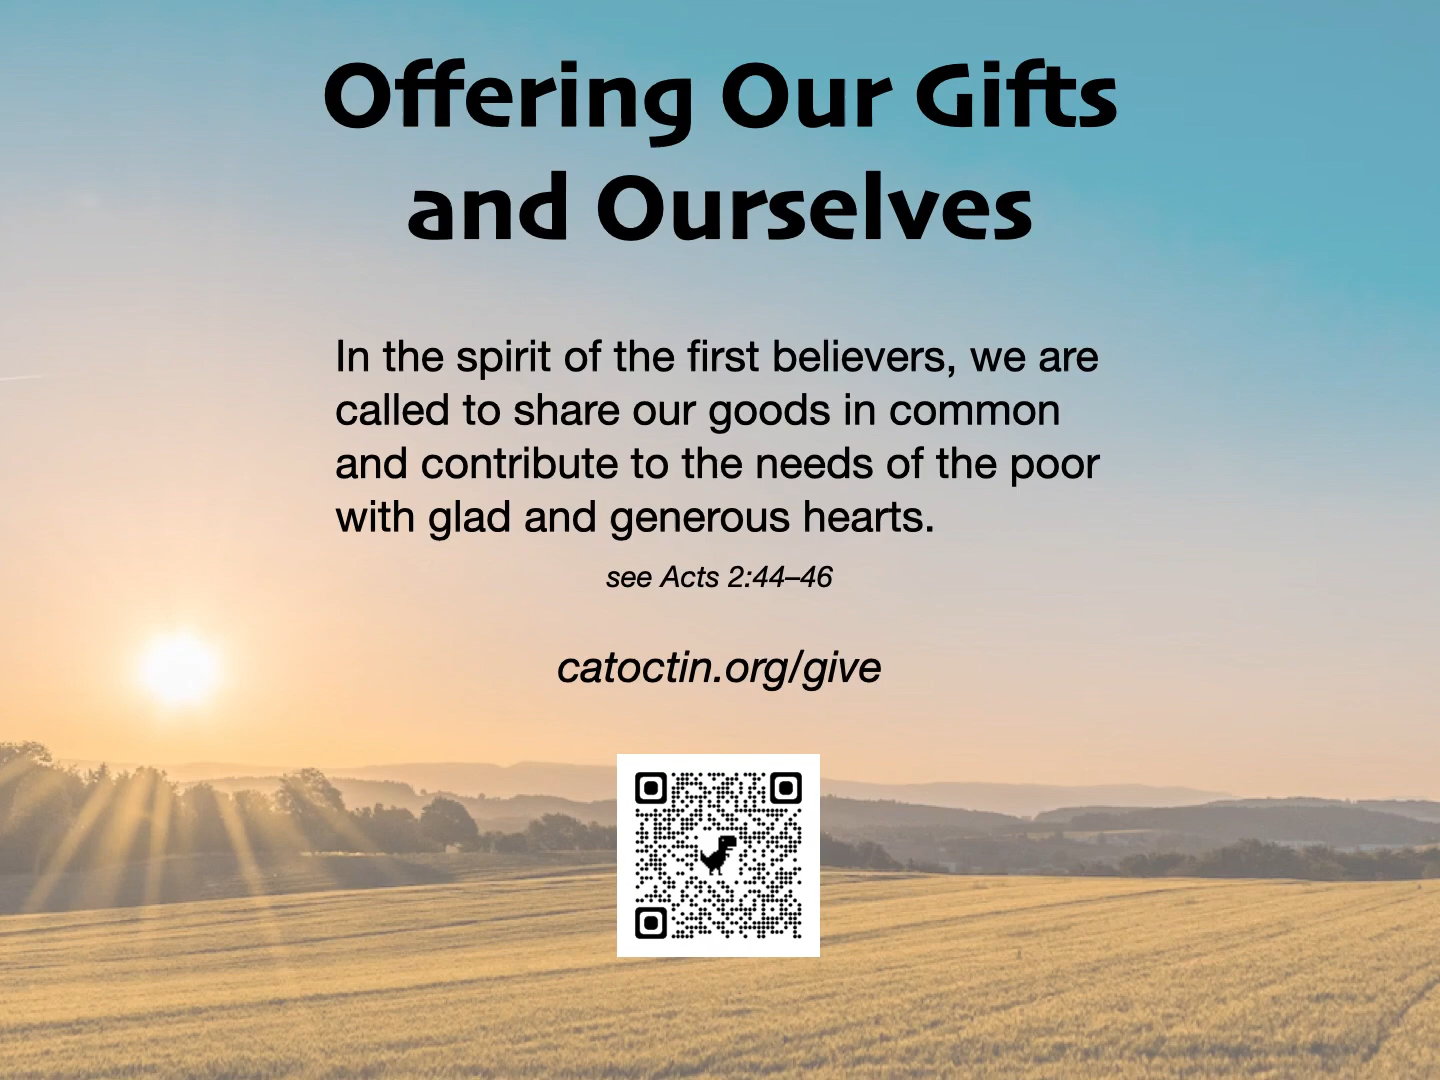 Offering Our Gifts
and Ourselves
In the spirit of the first believers, we are
called to share our goods in common
and contribute to the needs of the poor
with glad and generous hearts.
see Acts 2:44–46
catoctin.org/give